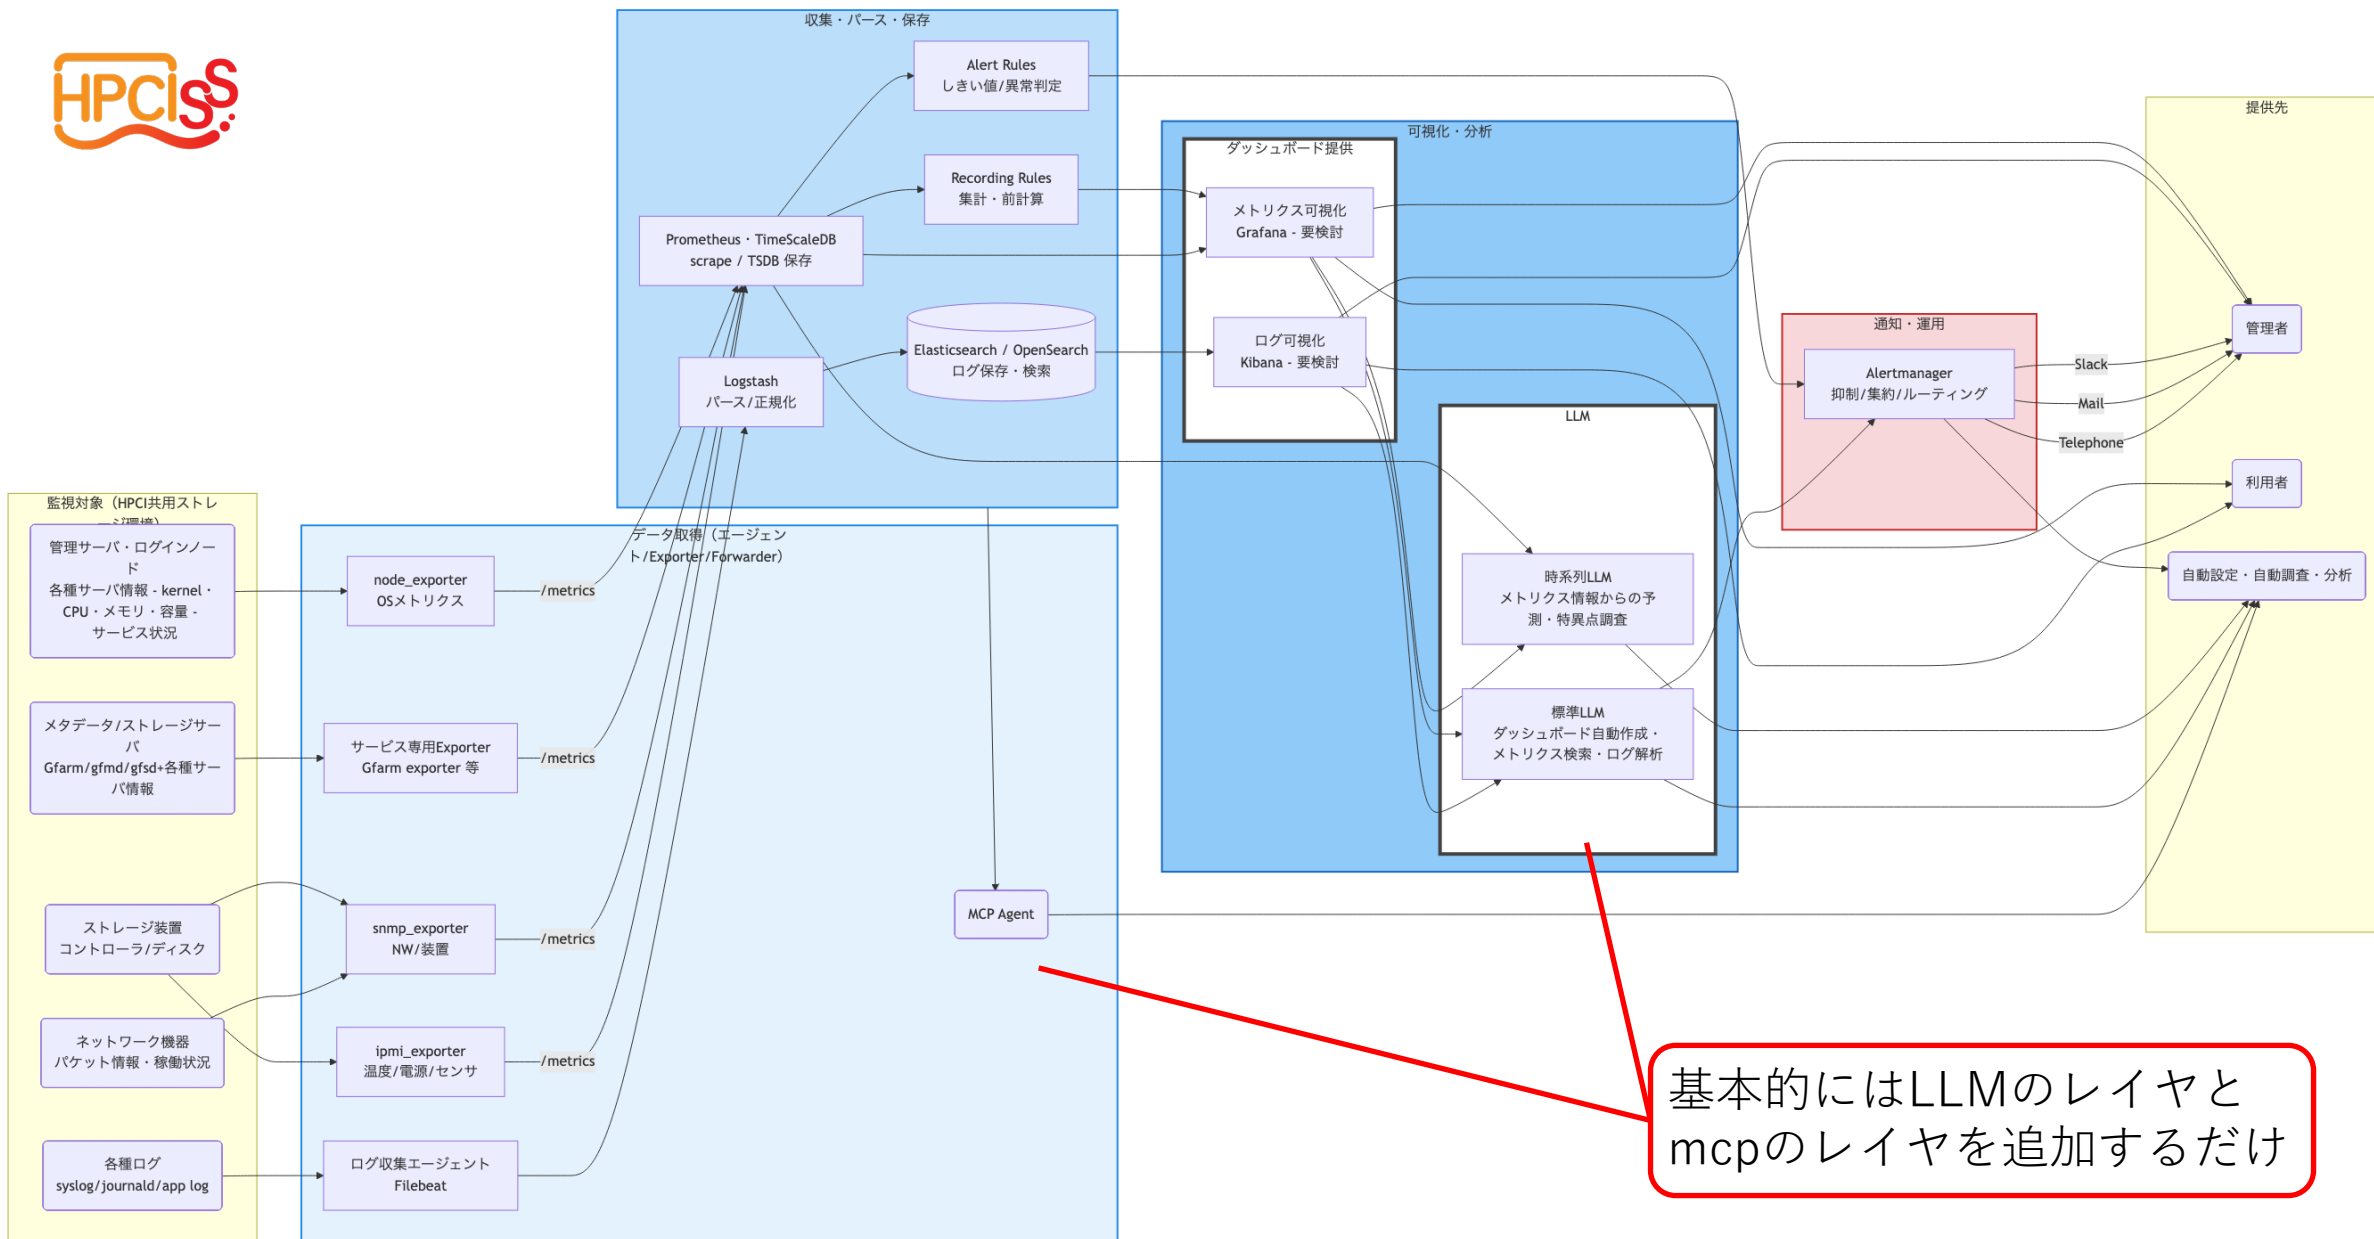 HPCI
SS
収集・パース・保存
Alert Rules
しきい値/異常判定
Recording Rules
集計・前計算
Prometheus・TimeScaleDB
scrape / TSDB 保存
Elasticsearch / OpenSearch
ログ保存・検索
Logstash
パース/正規化
可視化・分析
ダッシュボード提供
メトリクス可視化
Grafana - 要検討
ログ可視化
Kibana - 要検討
LLM
時系列LLM
メトリクス情報からの予
測・特異点調査
標準LLM
ダッシュボード自動作成・
メトリクス検索・ログ解析
通知・運用
Alertmanager
抑制/集約/ルーティング
Slack
Mail
Telephone
提供先
管理者
利用者
自動設定・自動調査・分析
監視対象（HPCI共用ストレ
ージ環境）
管理サーバ・ログインノー
ド
各種サーバ情報 - kernel・
CPU・メモリ・容量 -
サービス状況
メタデータ/ストレージサー
バ
Gfarm/gfmd/gfsd+各種サー
バ情報
ストレージ装置
コントローラ/ディスク
ネットワーク機器
パケット情報・稼働状況
各種ログ
syslog/journald/app log
データ取得（エージェン
ト/Exporter/Forwarder）
node_exporter
OSメトリクス
/metrics
サービス専用Exporter
Gfarm exporter 等
/metrics
snmp_exporter
NW/装置
/metrics
ipmi_exporter
温度/電源/センサ
/metrics
ログ収集エージェント
Filebeat
MCP Agent
基本的にはLLMのレイヤと
mcpのレイヤを追加するだけ